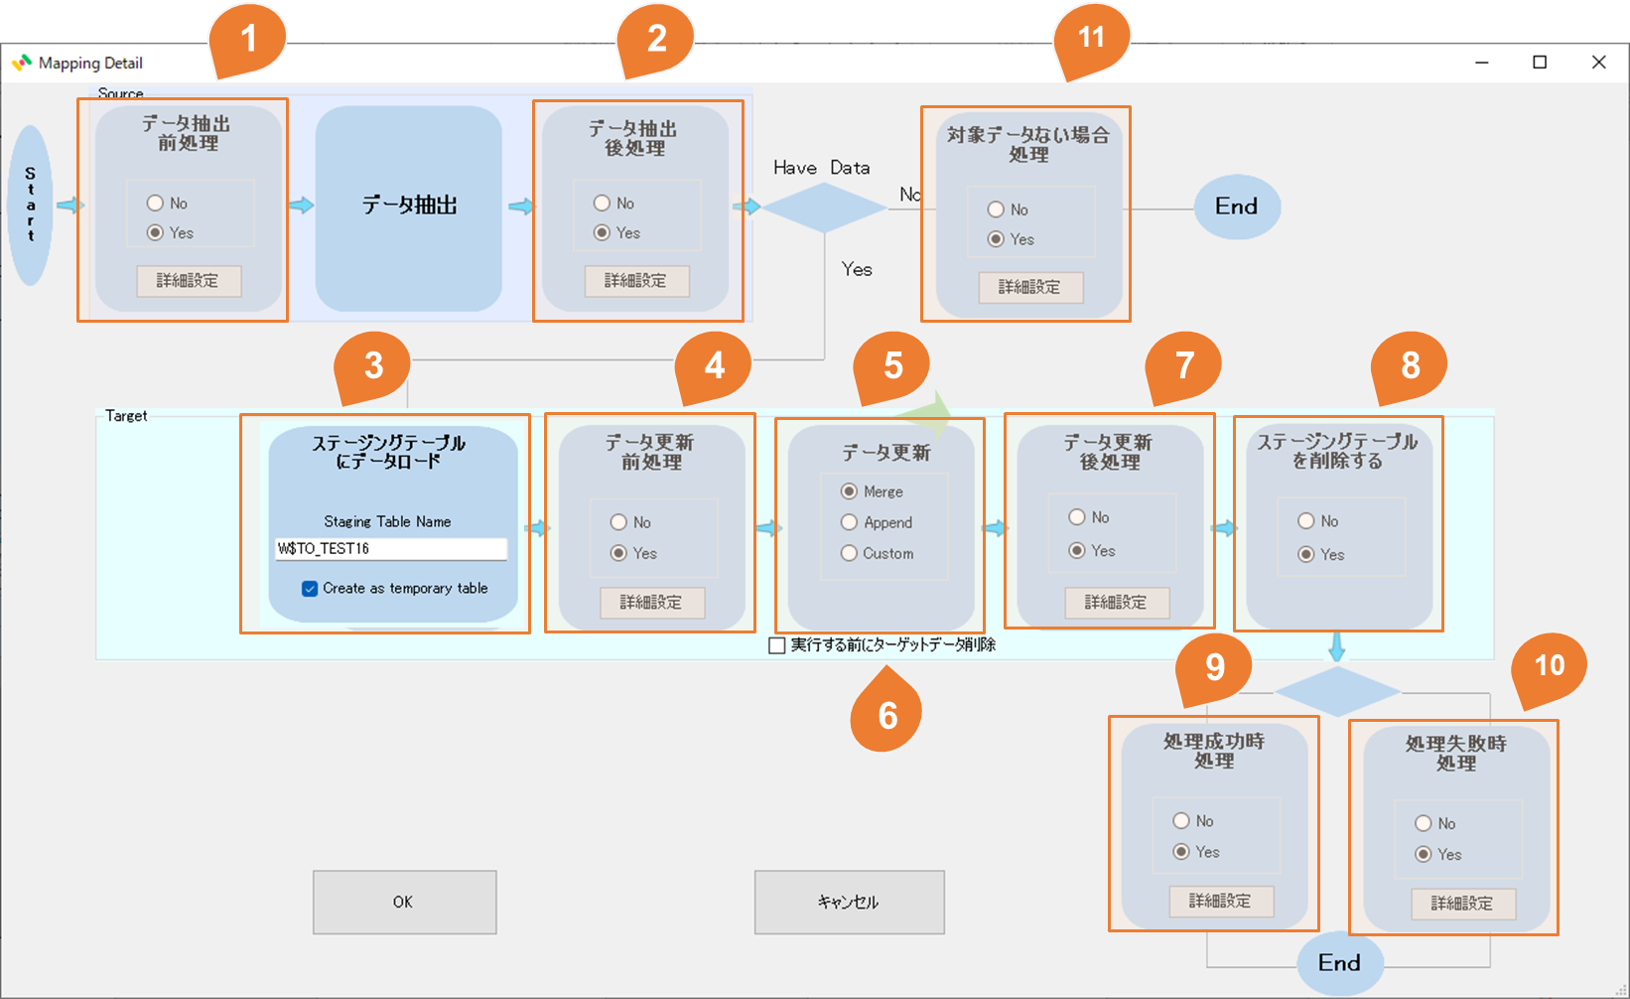 1
2
11
Mapping Detail
Source
Start
データ抽出
前処理
No
Yes
詳細設定
データ抽出
データ抽出
後処理
No
Yes
詳細設定
Have Data
No
Yes
対象データない場合
処理
No
Yes
詳細設定
End
3
4
5
7
8
Target
ステージングテーブル
にデータロード
Staging Table Name
W$TO_TEST16
Create as temporary table
データ更新
前処理
No
Yes
詳細設定
データ更新
Merge
Append
Custom
実行する前にターゲットデータ削除
6
データ更新
後処理
No
Yes
詳細設定
ステージングテーブル
を削除する
No
Yes
9
10
処理成功時
処理
No
Yes
詳細設定
処理失敗時
処理
No
Yes
詳細設定
OK
キャンセル
End